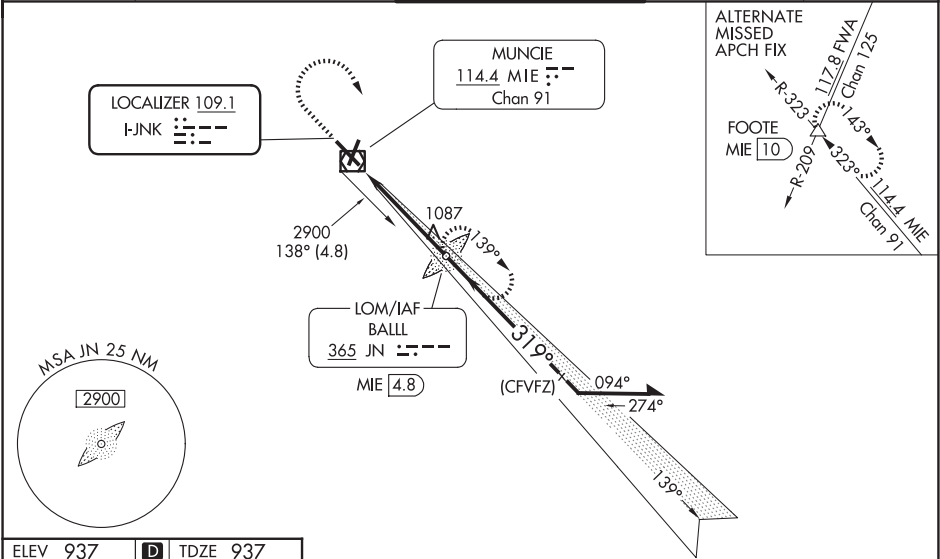 LOCALIZER 109.1
I-JNK
MUNCIE
114.4 MIE
Chan 91
ALTERNATE
MISSED
APCH FIX
117.8 FWA
Chan 125
R-323
143°
FOOTE
MIE 10
323°
R-209
114.4 MIE
Chan 91
2900
138° (4.8)
1087
139°
LOM/IAF
BALLL
365 JN
MIE 4.8
319°
(CFVFZ)
094°
274°
139°
MSA JN 25 NM
2900
ELEV 937 D TDZE 937